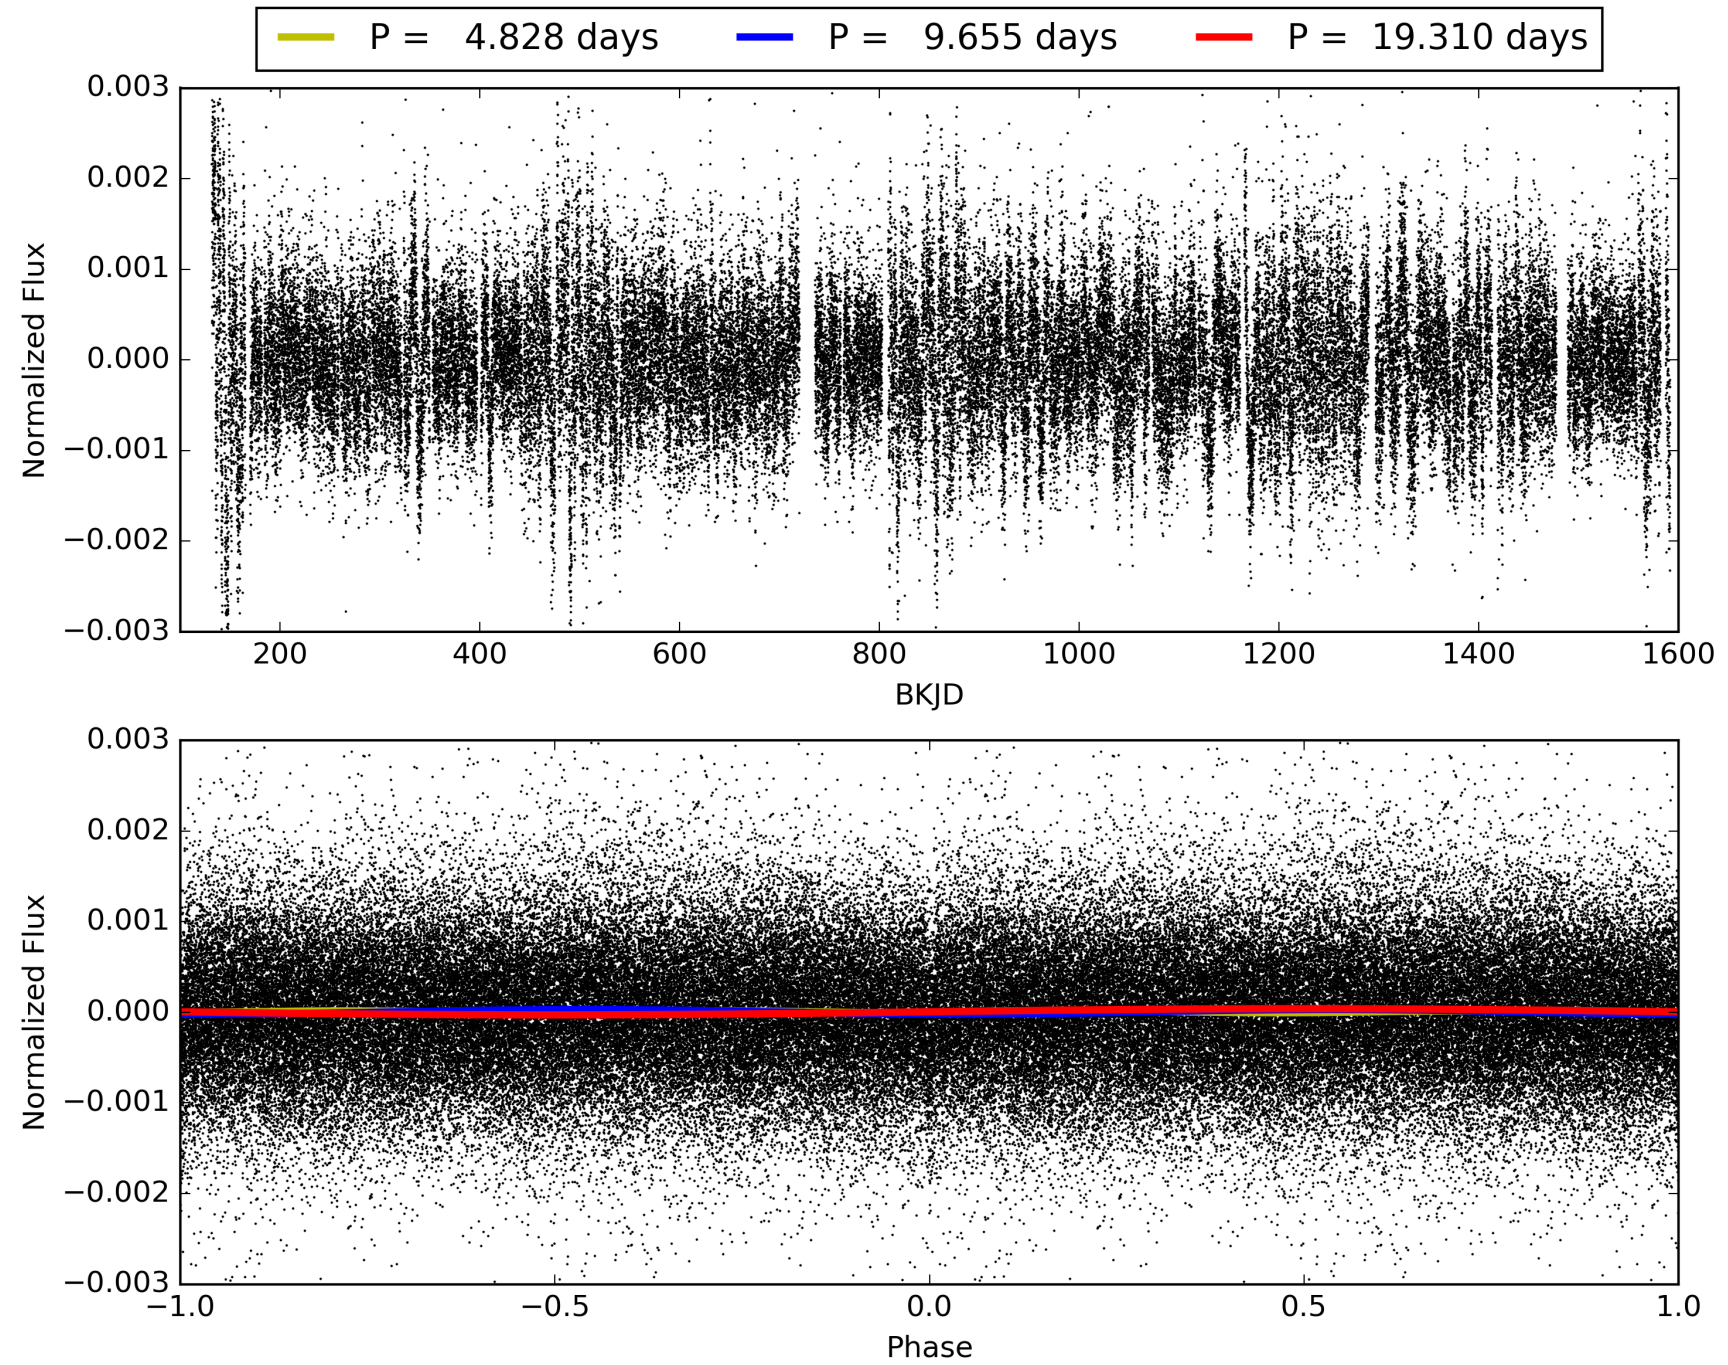 P = 4.828 days P = 9.655 days P = 19.310 days
0.003
0.002
0.001
0.000
−0.001
−0.002
−0.003
Normalized Flux
200 400 600 800 1000 1200 1400 1600
BKJD
0.003
0.002
0.001
0.000
−0.001
−0.002
−0.003
Normalized Flux
−1.0 −0.5 0.0 0.5 1.0
Phase